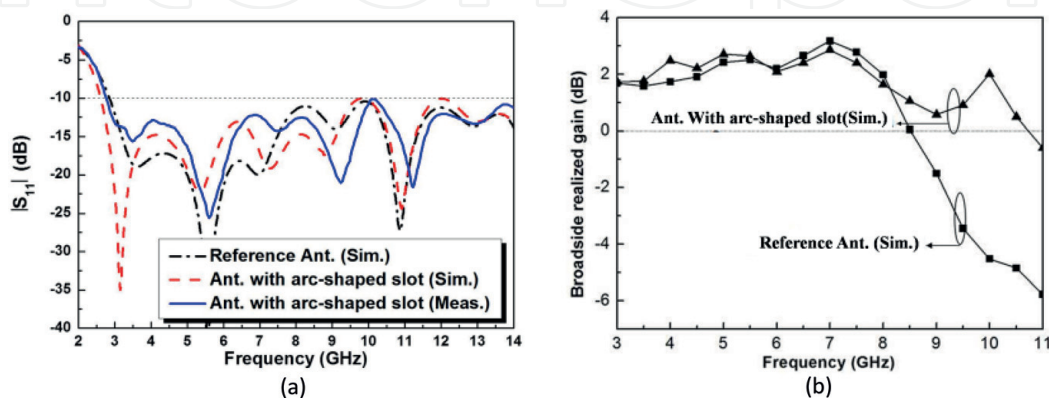 0
-5
-10
-15
-20
-25
-30
-35
-40
|S11| (dB)
Reference Ant. (Sim.)
Ant. with arc-shaped slot (Sim.)
Ant. with arc-shaped slot (Meas.)
2 3 4 5 6 7 8 9 10 11 12 13 14
Frequency (GHz)
(a)
4
2
0
-2
-4
-6
Broadside realized gain (dB)
Ant. With arc-shaped slot(Sim.)
Reference Ant. (Sim.)
3 4 5 6 7 8 9 10 11
Frequency (GHz)
(b)